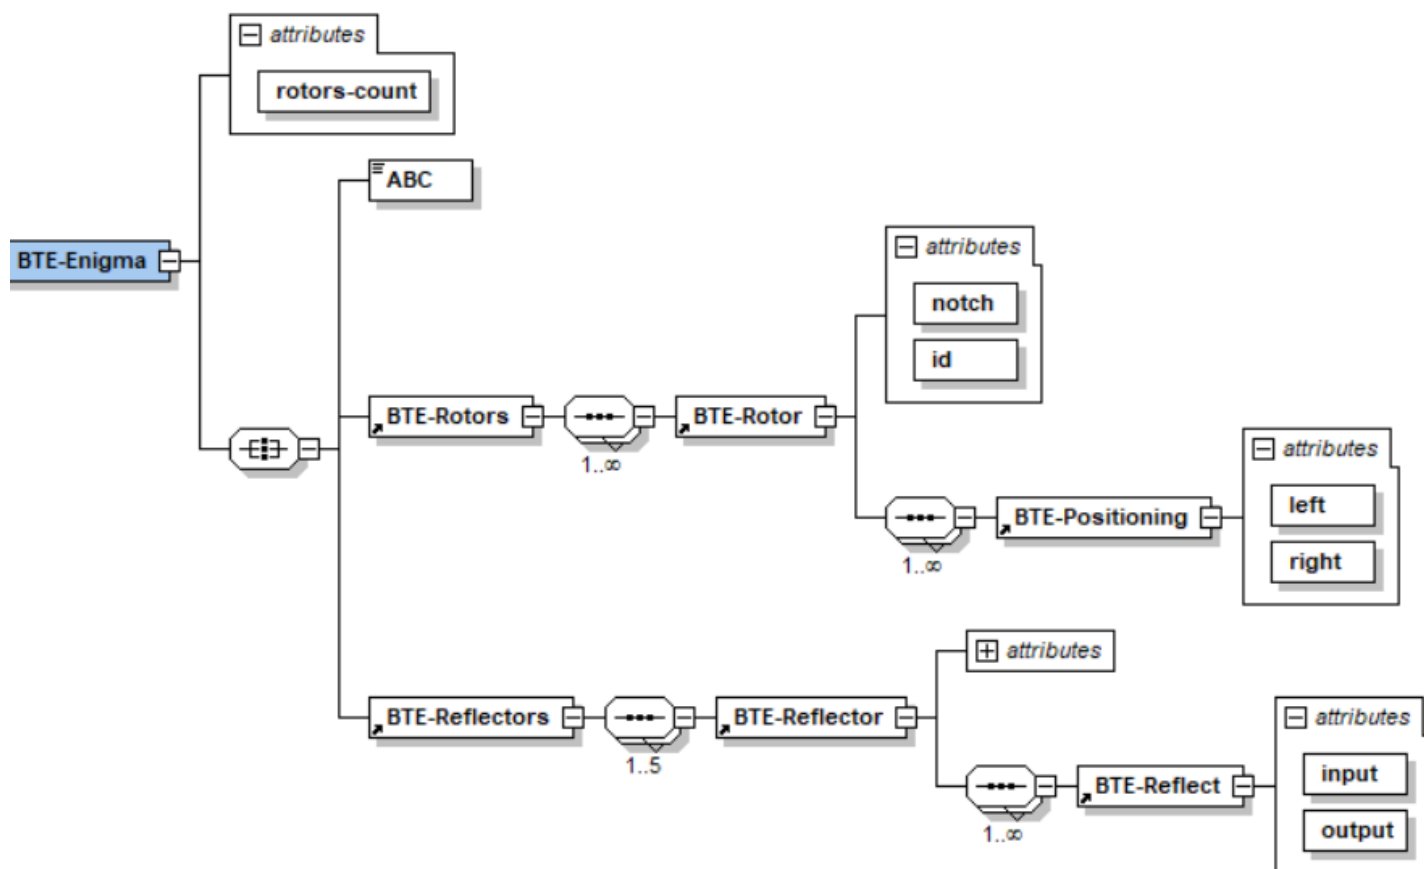 attributes
rotors-count
ABC
BTE-Enigma
attributes
notch
id
BTE-Rotors
1..∞
BTE-Rotor
BTE-Positioning
1..∞
attributes
left
right
attributes
BTE-Reflectors
1..5
BTE-Reflector
BTE-Reflect
1..∞
attributes
input
output